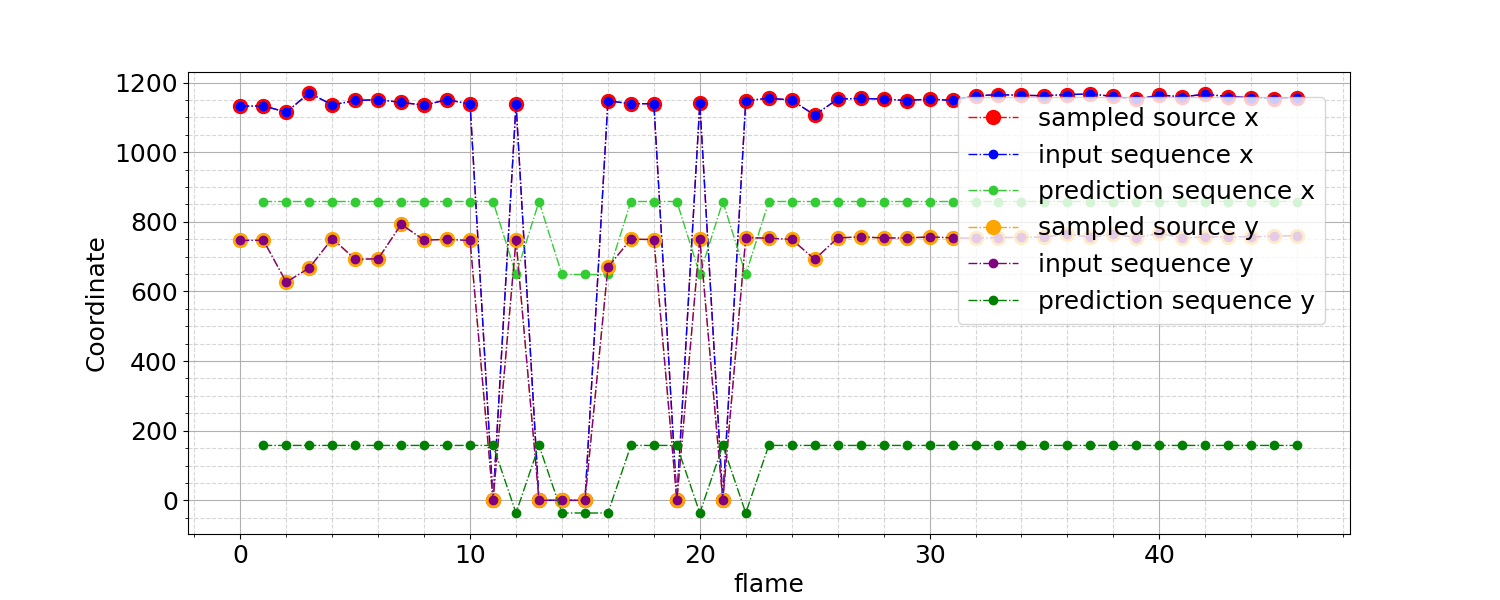 1200
1000
800
600
400
200
0
Coordinate
sampled source x
input sequence x
prediction sequence x
sampled source y
input sequence y
prediction sequence y
0 10 20 30 40
flame